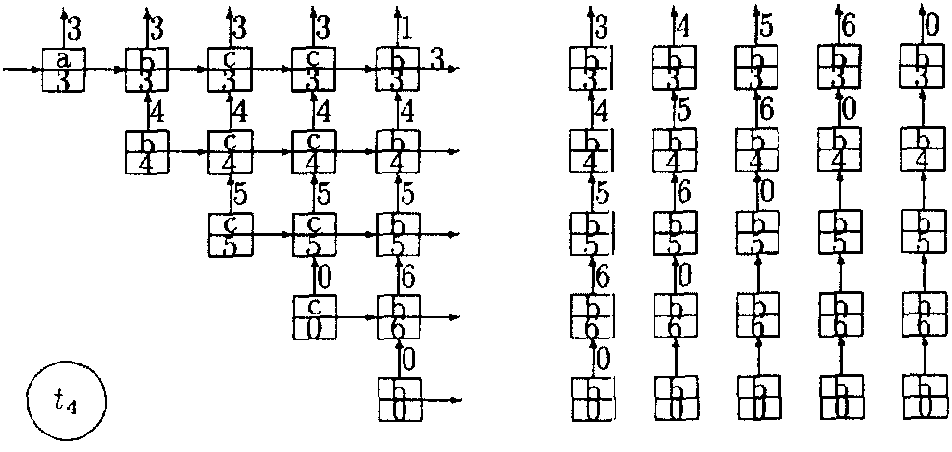 3 3 3 3 1 3 4 5 6 0
a b c c b 3 b b b b b
3 3 3 3 3 3 3 3 3 3
4 4 4 4 4 5 6 0
b c c b b b b b b
4 4 4 4 4 4 4 4 4
5 5 5 5 6 0
c c b b b b b b
5 5 5 5 5 5 5 5
0 6 6 0
c b b b b b b
0 6 6 6 6 6 6
0 0
b b b b b b
t₄
0 0 0 0 0 0